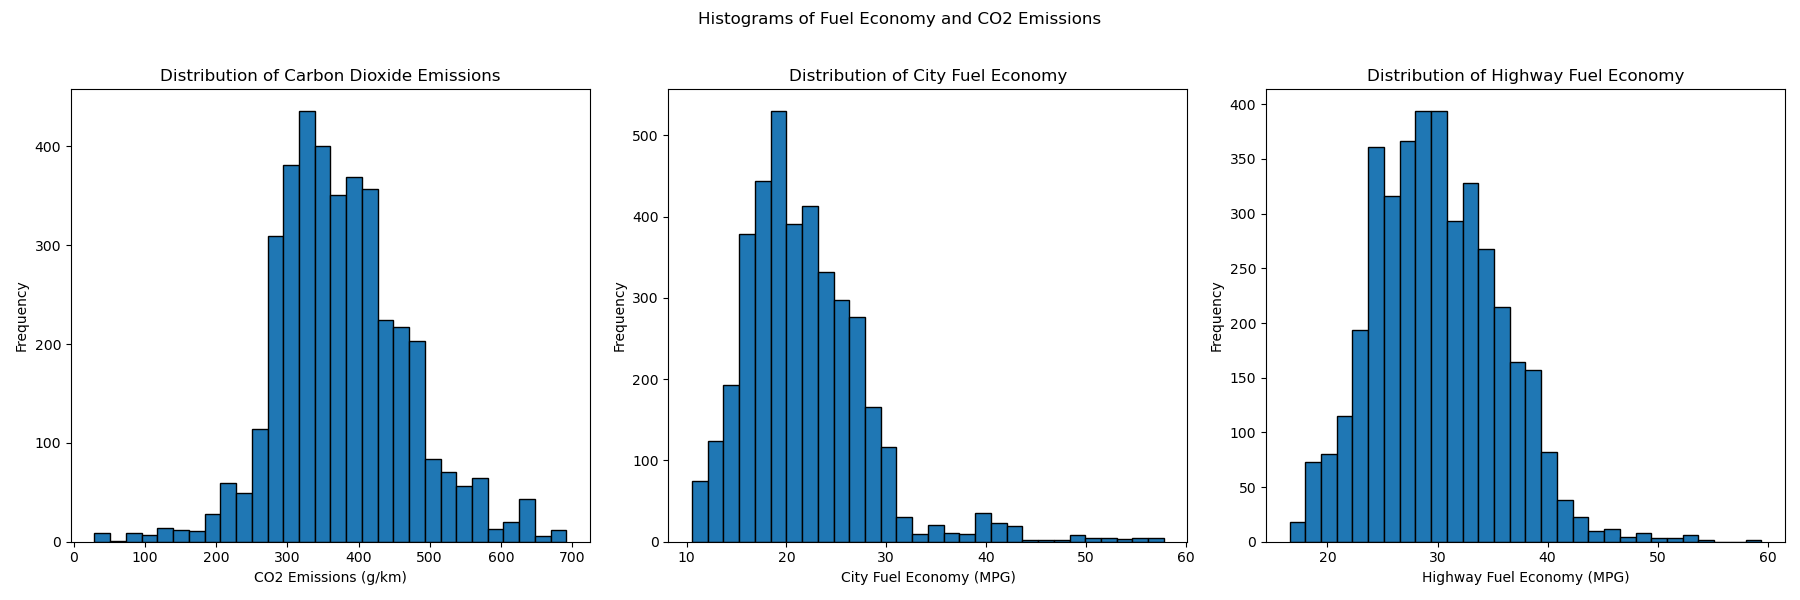 Histograms of Fuel Economy and CO2 Emissions
Distribution of Carbon Dioxide Emissions
Frequency
400
300
200
100
0
0 100 200 300 400 500 600 700
CO2 Emissions (g/km)
Distribution of City Fuel Economy
Frequency
500
400
300
200
100
0
10 20 30 40 50 60
City Fuel Economy (MPG)
Distribution of Highway Fuel Economy
Frequency
400
350
300
250
200
150
100
50
0
20 30 40 50 60
Highway Fuel Economy (MPG)